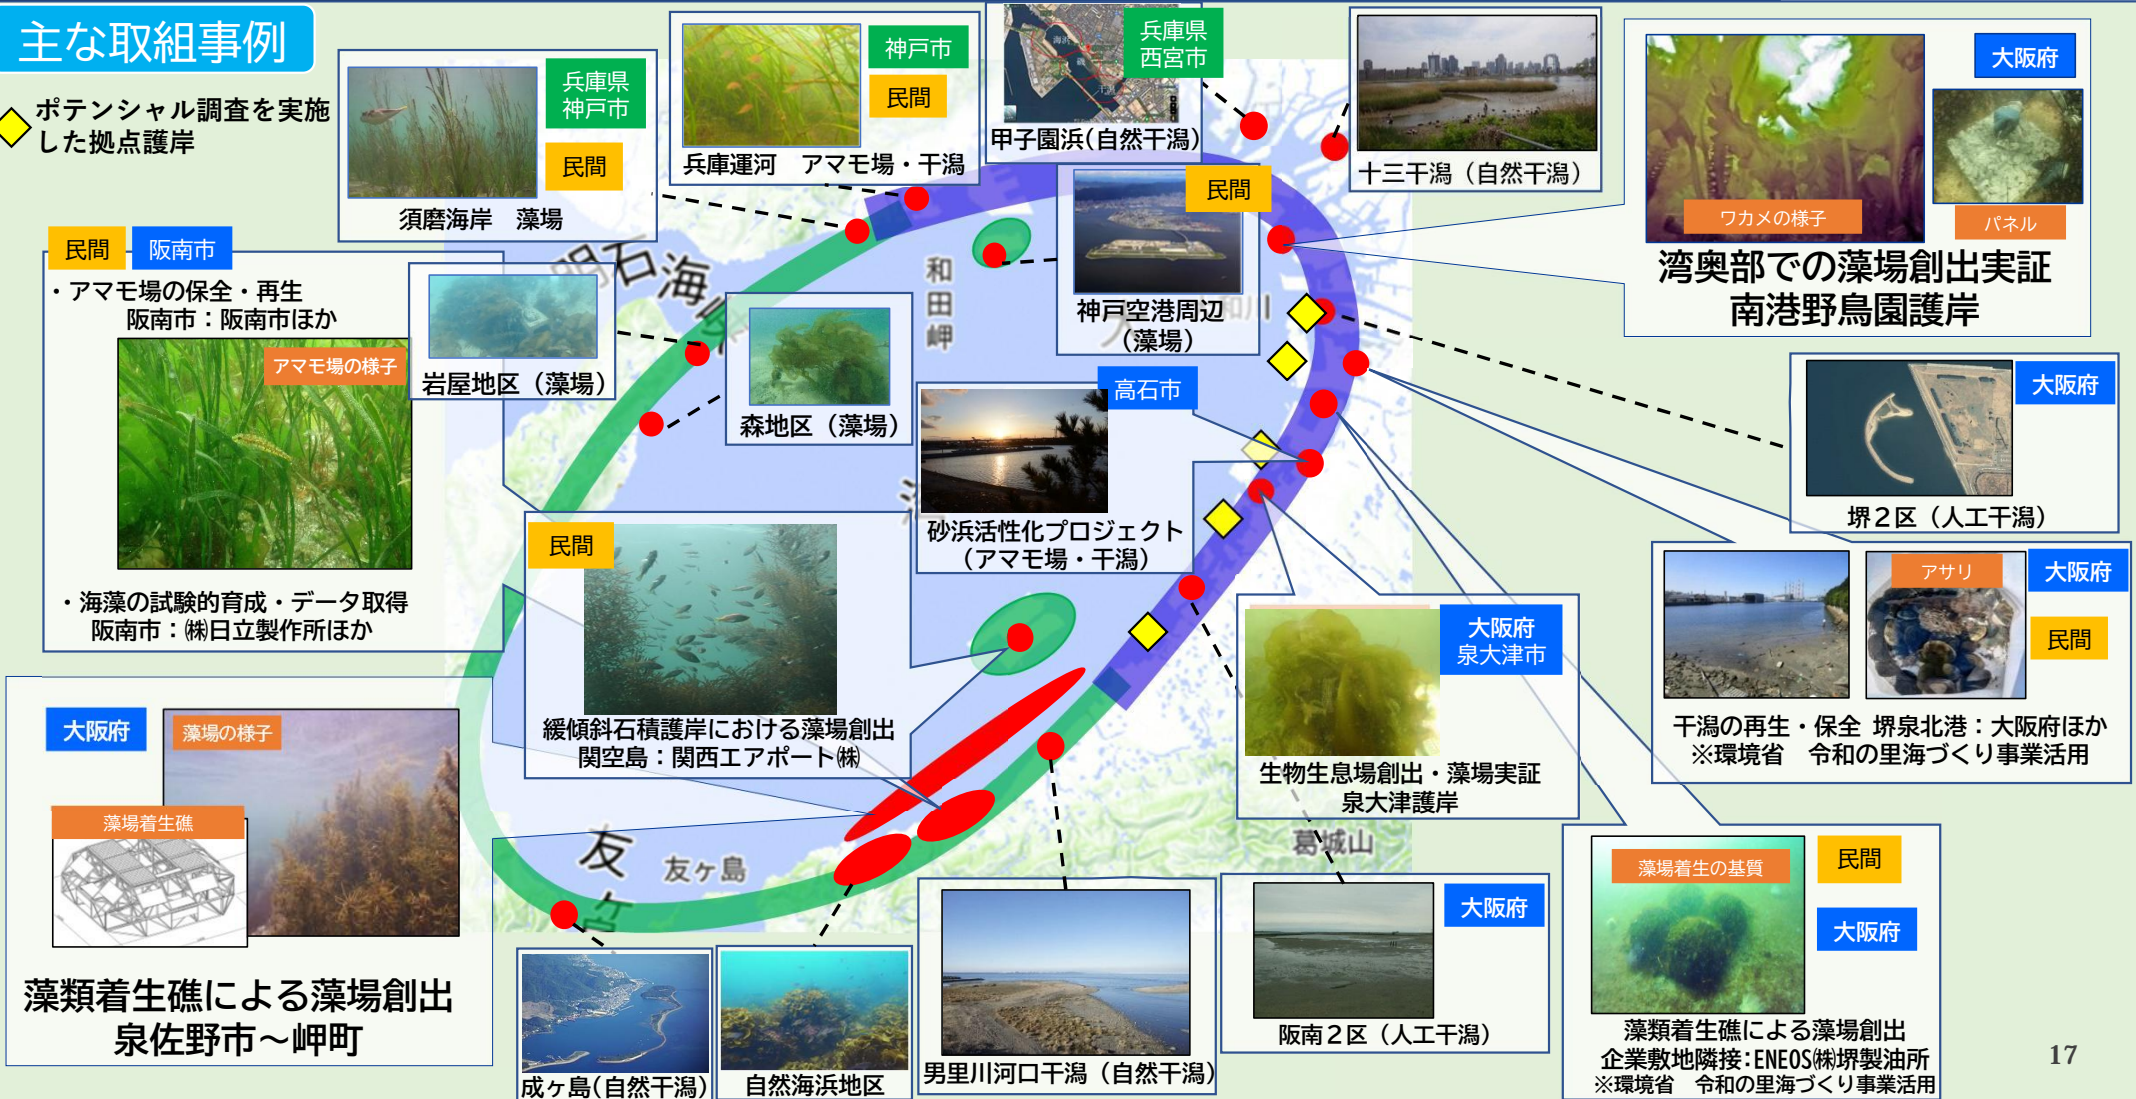 主な取組事例
ポテンシャル調査を実施
した拠点護岸
兵庫県
神戸市
民間
須磨海岸　藻場
神戸市
民間
兵庫運河　アマモ場・干潟
兵庫県
西宮市
海浜
磯
干潟
甲子園浜(自然干潟)
十三干潟（自然干潟）
大阪府
ワカメの様子
パネル
湾奥部での藻場創出実証
南港野鳥園護岸
民間
神戸空港周辺
（藻場）
民間
阪南市
・アマモ場の保全・再生
阪南市：阪南市ほか
アマモ場の様子
・海藻の試験的育成・データ取得
阪南市：㈱日立製作所ほか
岩屋地区（藻場）
森地区（藻場）
明石海
和田岬
和川
高石市
砂浜活性化プロジェクト
（アマモ場・干潟）
大阪府
堺２区（人工干潟）
民間
緩傾斜石積護岸における藻場創出
関空島：関西エアポート㈱
アサリ
大阪府
民間
干潟の再生・保全 堺泉北港：大阪府ほか
※環境省　令和の里海づくり事業活用
大阪府
泉大津市
生物生息場創出・藻場実証
泉大津護岸
大阪府
藻場の様子
藻場着生礁
藻類着生礁による藻場創出
泉佐野市～岬町
友
友ヶ島
葛城山
成ヶ島(自然干潟)
自然海浜地区
男里川河口干潟（自然干潟）
大阪府
阪南２区（人工干潟）
藻場着生の基質
民間
大阪府
藻類着生礁による藻場創出
企業敷地隣接：ENEOS㈱堺製油所
※環境省　令和の里海づくり事業活用
17